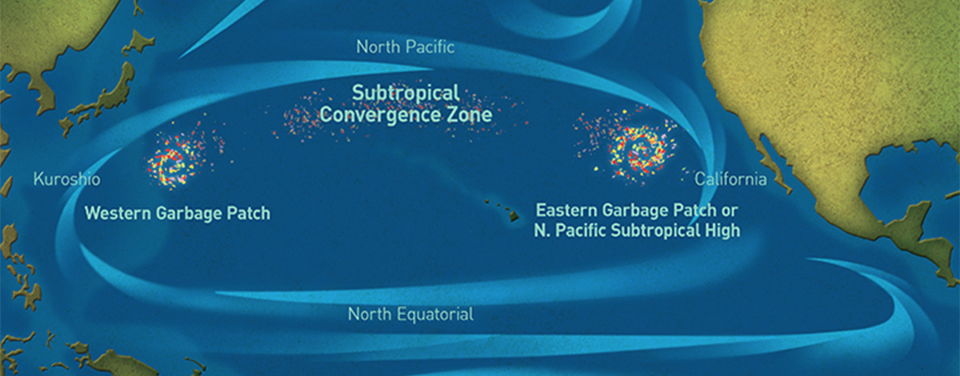 North Pacific
Subtropical
Convergence Zone
Kuroshio
California
Western Garbage Patch
Eastern Garbage Patch or
N. Pacific Subtropical High
North Equatorial